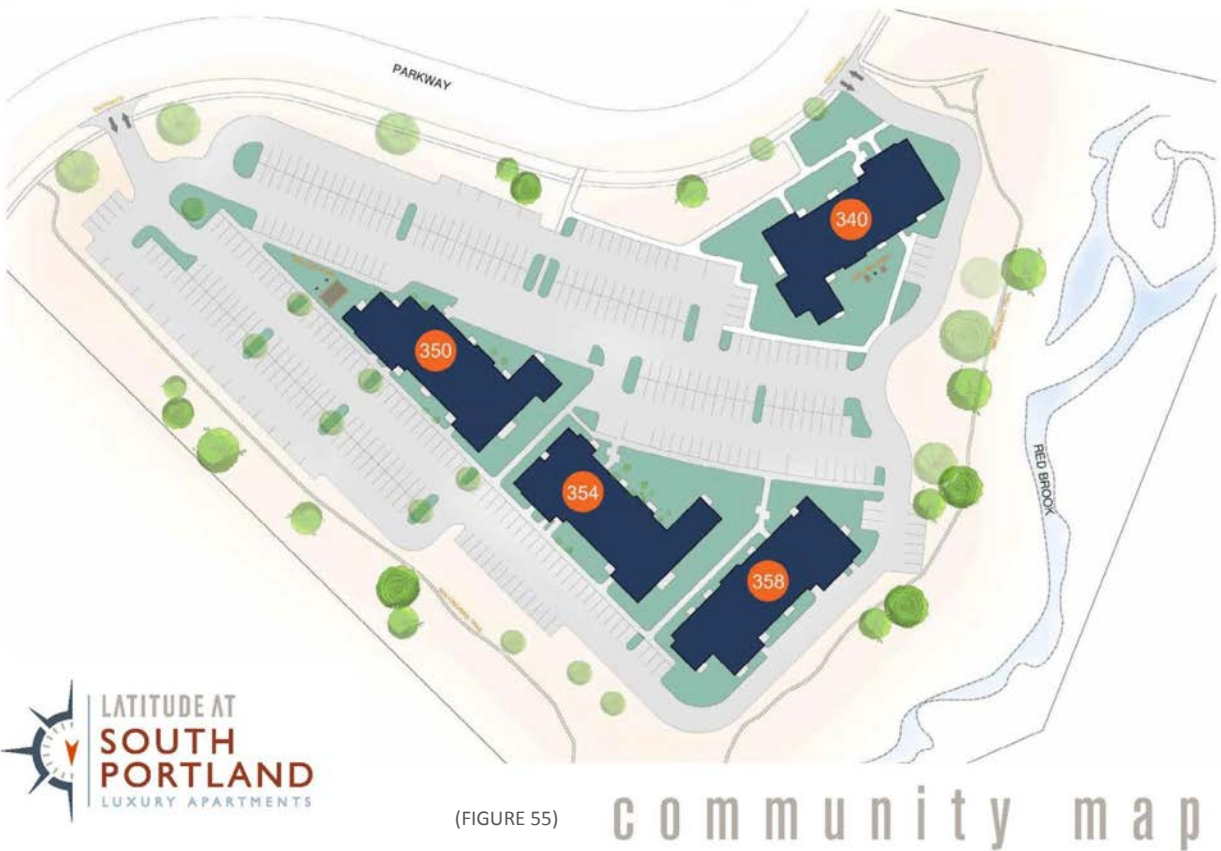 PARKWAY
340
350
RED BROOK
354
358
LATITUDE AT
SOUTH
PORTLAND
LUXURY APARTMENTS
(FIGURE 55)
community map